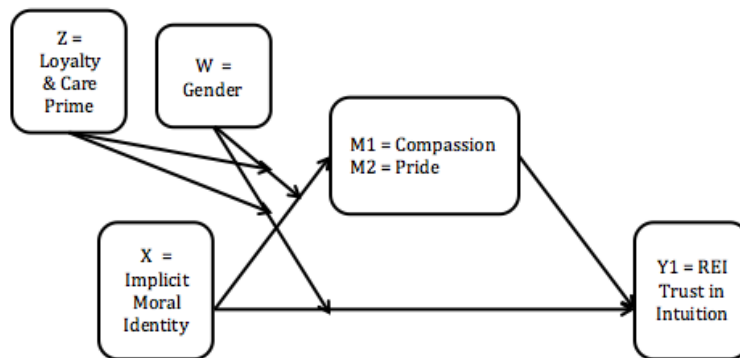 Z =
Loyalty
& Care
Prime
W =
Gender
M1 = Compassion
M2 = Pride
X =
Implicit
Moral
Identity
Y1 = REI
Trust in
Intuition